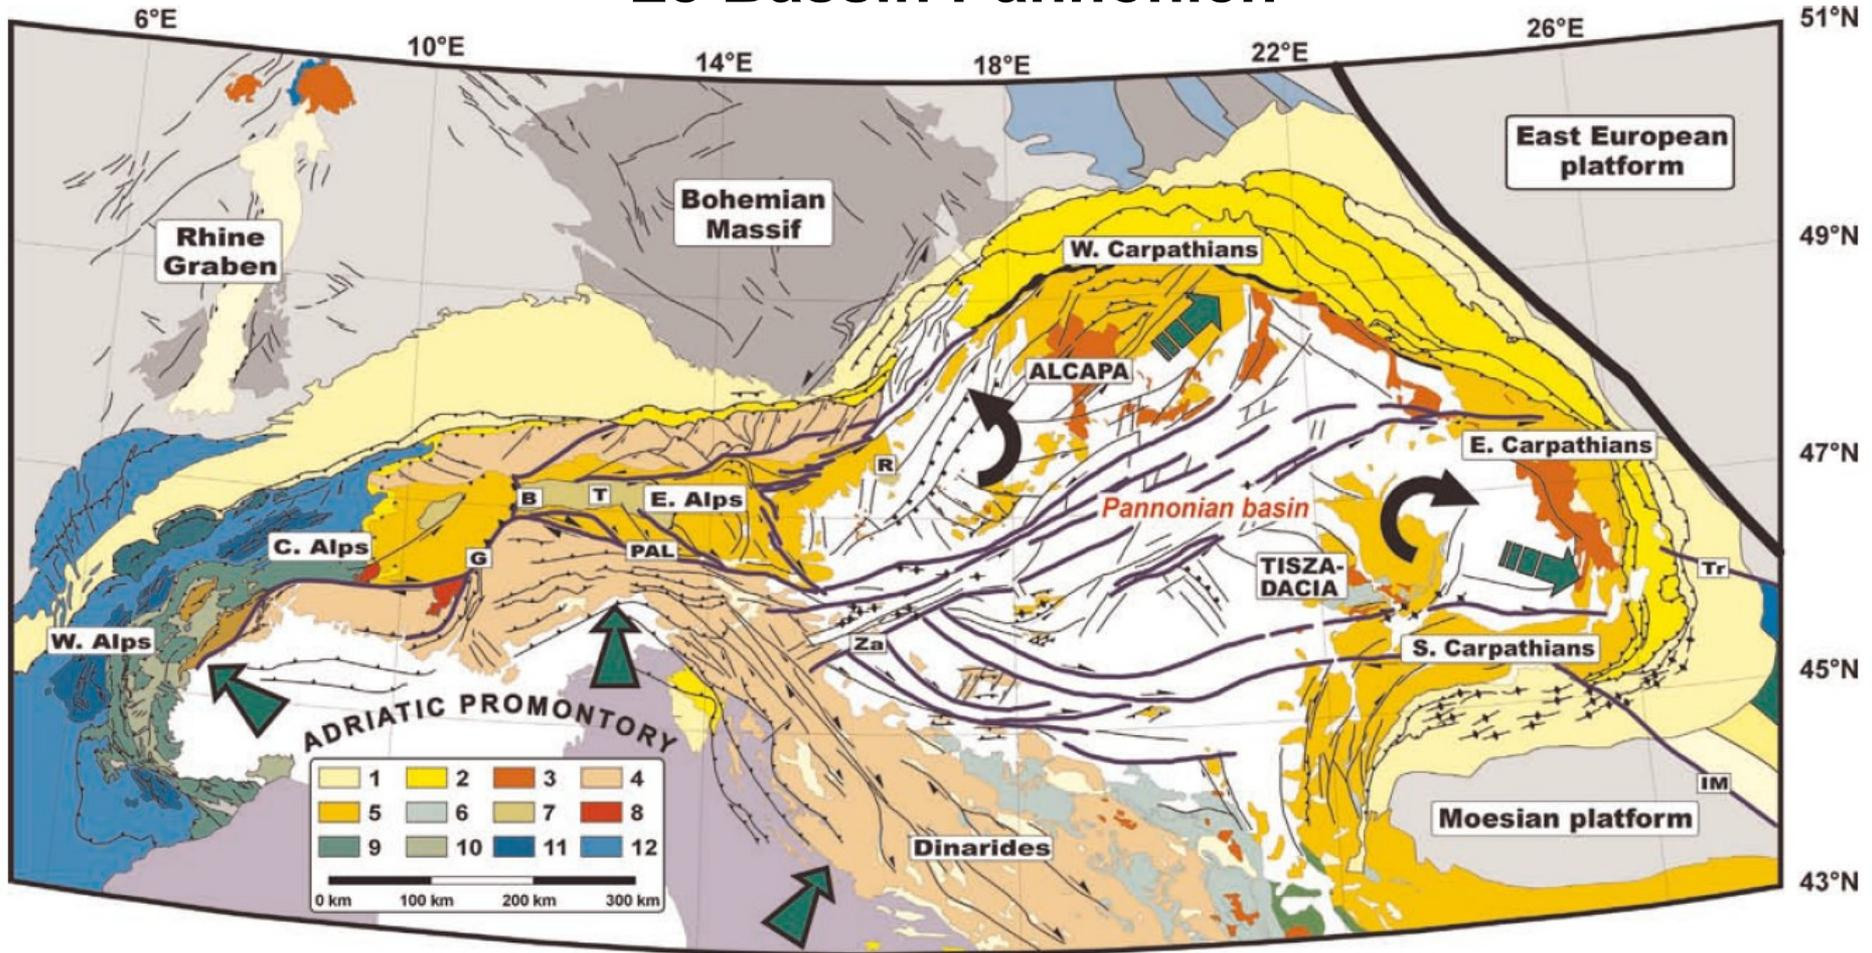 Le Bassin Pannonien
6°E
10°E
14°E
18°E
22°E
26°E
51°N
East European
platform
Bohemian
Massif
Rhine
Graben
49°N
W. Carpathians
ALCAPA
47°N
E. Carpathians
R
B
T
E. Alps
Pannonian basin
C. Alps
G
PAL
TISZA-
DACIA
Tr
W. Alps
Za
S. Carpathians
45°N
ADRIATIC PROMONTORY
1 2 3 4
5 6 7 8
9 10 11 12
0 km 100 km 200 km 300 km
IM
Moesian platform
Dinarides
43°N